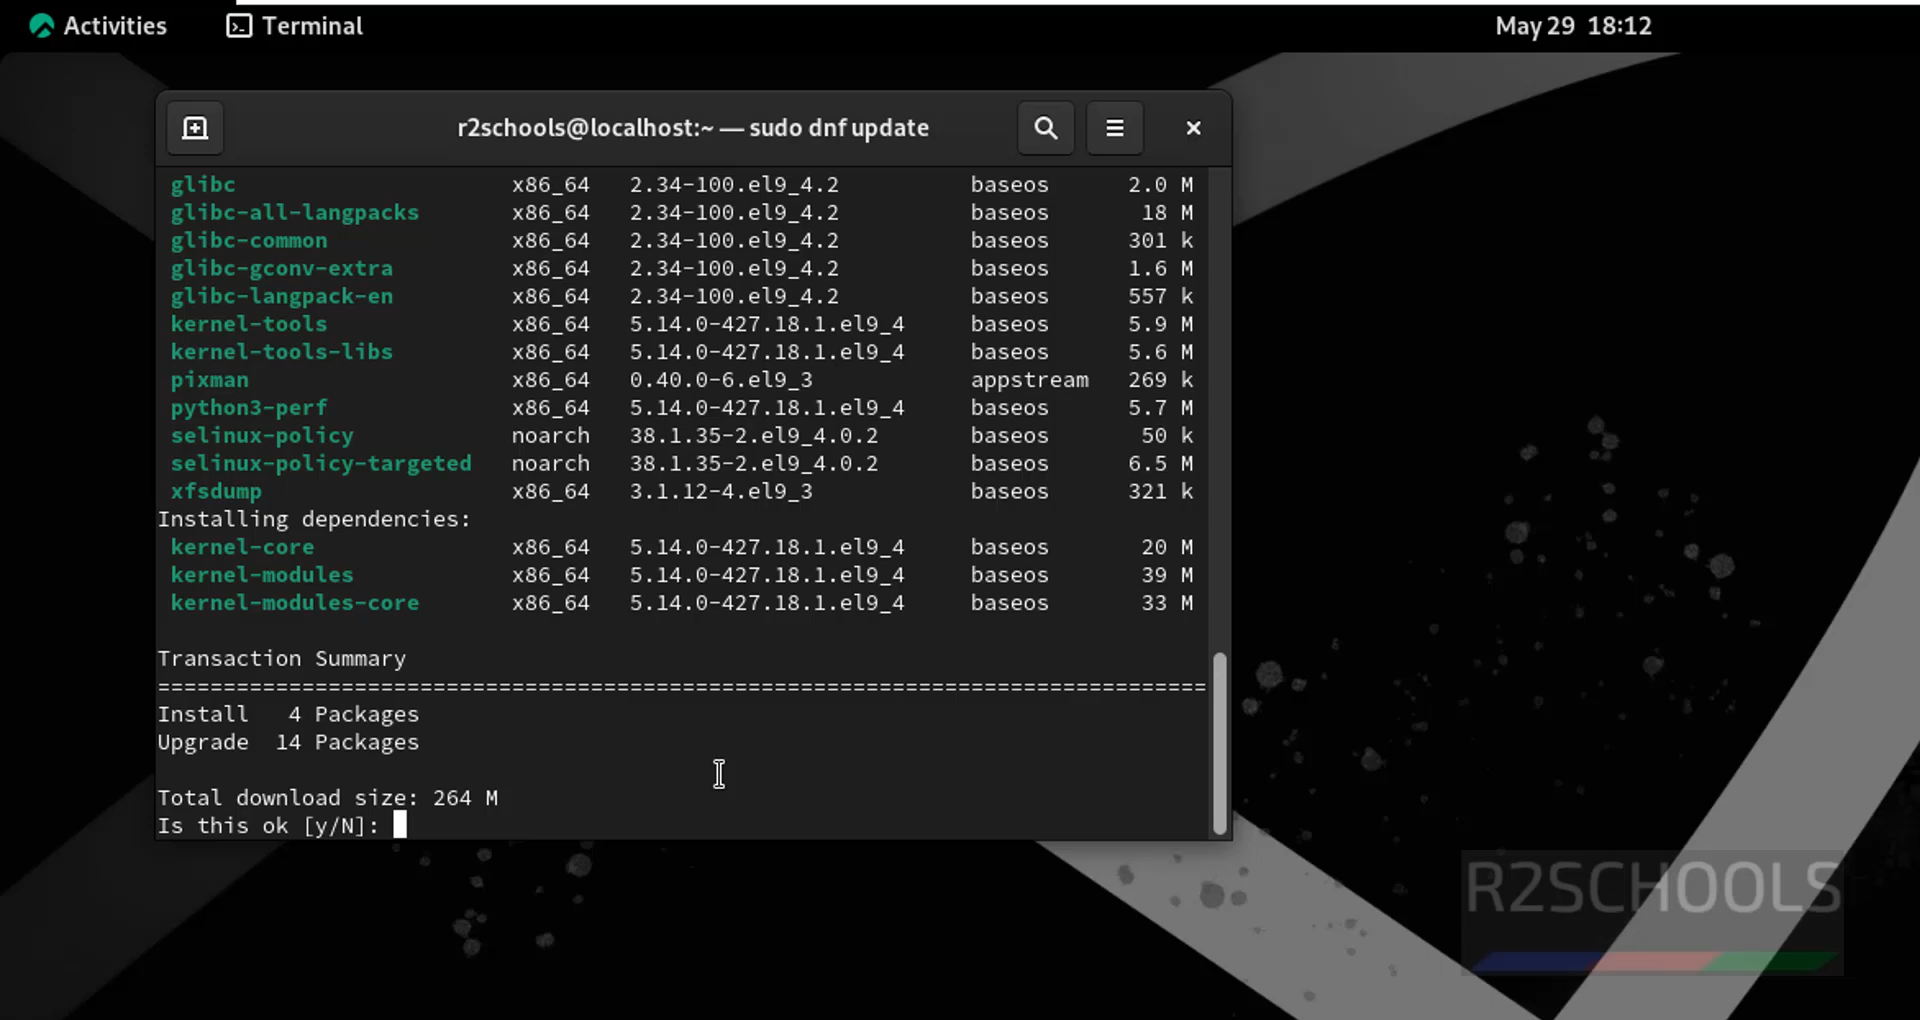 Activities Terminal May 29 18:12
r2schools@localhost:~ — sudo dnf update
glibc x86_64 2.34-100.el9_4.2 baseos 2.0 M
glibc-all-langpacks x86_64 2.34-100.el9_4.2 baseos 18 M
glibc-common x86_64 2.34-100.el9_4.2 baseos 301 k
glibc-gconv-extra x86_64 2.34-100.el9_4.2 baseos 1.6 M
glibc-langpack-en x86_64 2.34-100.el9_4.2 baseos 557 k
kernel-tools x86_64 5.14.0-427.18.1.el9_4 baseos 5.9 M
kernel-tools-libs x86_64 5.14.0-427.18.1.el9_4 baseos 5.6 M
pixman x86_64 0.40.0-6.el9_3 appstream 269 k
python3-perf x86_64 5.14.0-427.18.1.el9_4 baseos 5.7 M
selinux-policy noarch 38.1.35-2.el9_4.0.2 baseos 50 k
selinux-policy-targeted noarch 38.1.35-2.el9_4.0.2 baseos 6.5 M
xfsdump x86_64 3.1.12-4.el9_3 baseos 321 k
Installing dependencies:
kernel-core x86_64 5.14.0-427.18.1.el9_4 baseos 20 M
kernel-modules x86_64 5.14.0-427.18.1.el9_4 baseos 39 M
kernel-modules-core x86_64 5.14.0-427.18.1.el9_4 baseos 33 M
Transaction Summary
================================================================================
Install 4 Packages
Upgrade 14 Packages
Total download size: 264 M
Is this ok [y/N]:
R2SCHOOLS